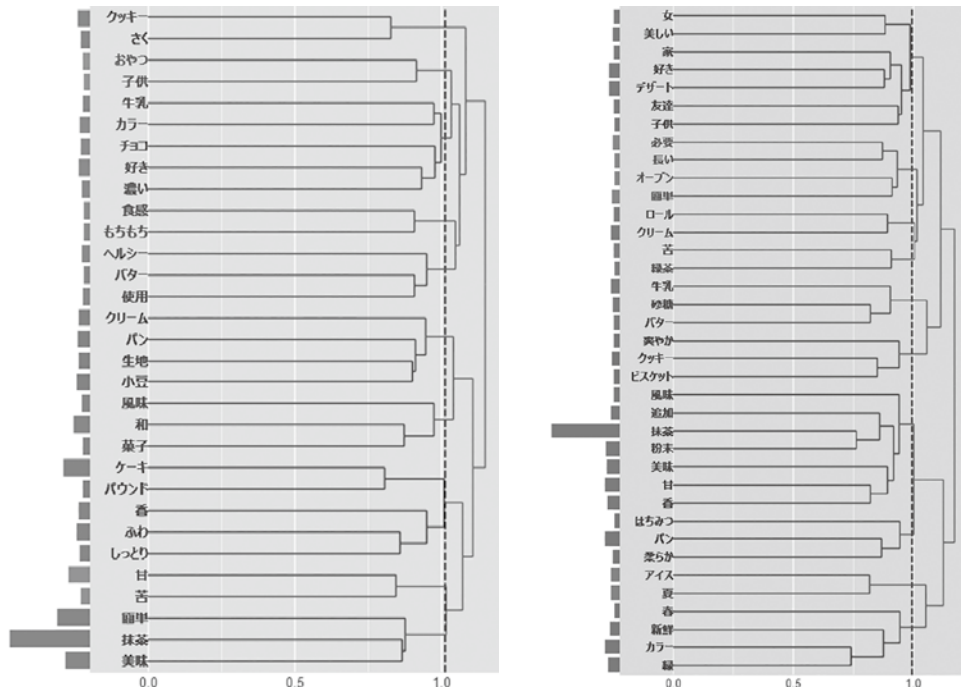 クッキー
さく
おやつ
子供
牛乳
カラー
チョコ
好き
濃い
食感
もちもち
ヘルシー
バター
使用
クリーム
パン
生地
小豆
風味
和
菓子
ケーキ
パウンド
香
ふわ
しっとり
甘
苦
簡単
抹茶
美味
0.0 0.5 1.0
女
美しい
家
好き
デザート
友達
子供
必要
長い
オーブン
簡単
ロール
クリーム
苦
緑茶
牛乳
砂糖
バター
爽やか
クッキー
ビスケット
風味
追加
抹茶
粉末
美味
甘
香
はちみつ
パン
柔らか
アイス
夏
春
新鮮
カラー
緑
0.0 0.5 1.0